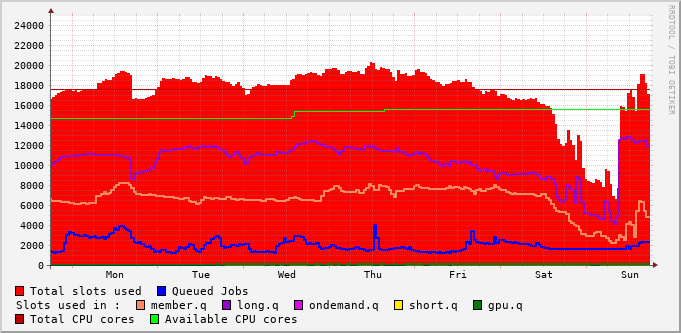 RRDTOOL / TOBI OETIKER
24000
22000
20000
18000
16000
14000
12000
10000
8000
6000
4000
2000
0
Mon Tue Wed Thu Fri Sat Sun
Total slots used Queued Jobs
Slots used in : member.q long.q ondemand.q short.q gpu.q
Total CPU cores Available CPU cores